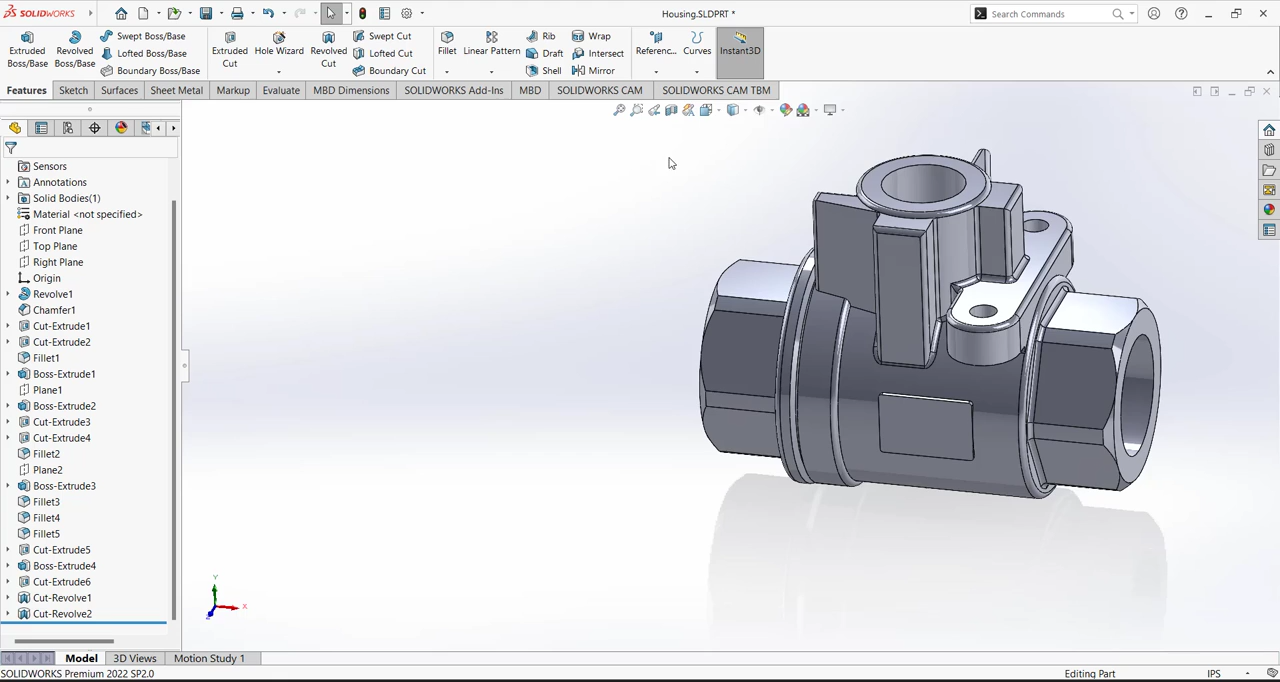 SOLIDWORKS
Housing.SLDPRT *
Search Commands
Extruded Boss/Base
Revolved Boss/Base
Swept Boss/Base
Lofted Boss/Base
Boundary Boss/Base
Extruded Cut
Hole Wizard
Revolved Cut
Swept Cut
Lofted Cut
Boundary Cut
Fillet
Linear Pattern
Rib
Draft
Shell
Wrap
Intersect
Mirror
Referenc...
Curves
Instant3D
Features Sketch Surfaces Sheet Metal Markup Evaluate MBD Dimensions SOLIDWORKS Add-Ins MBD SOLIDWORKS CAM SOLIDWORKS CAM TBM
Sensors
Annotations
Solid Bodies(1)
Material <not specified>
Front Plane
Top Plane
Right Plane
Origin
Revolve1
Chamfer1
Cut-Extrude1
Cut-Extrude2
Fillet1
Boss-Extrude1
Plane1
Boss-Extrude2
Cut-Extrude3
Cut-Extrude4
Fillet2
Plane2
Boss-Extrude3
Fillet3
Fillet4
Fillet5
Cut-Extrude5
Boss-Extrude4
Cut-Extrude6
Cut-Revolve1
Cut-Revolve2
Y
X
Model 3D Views Motion Study 1
SOLIDWORKS Premium 2022 SP2.0
Editing Part
IPS